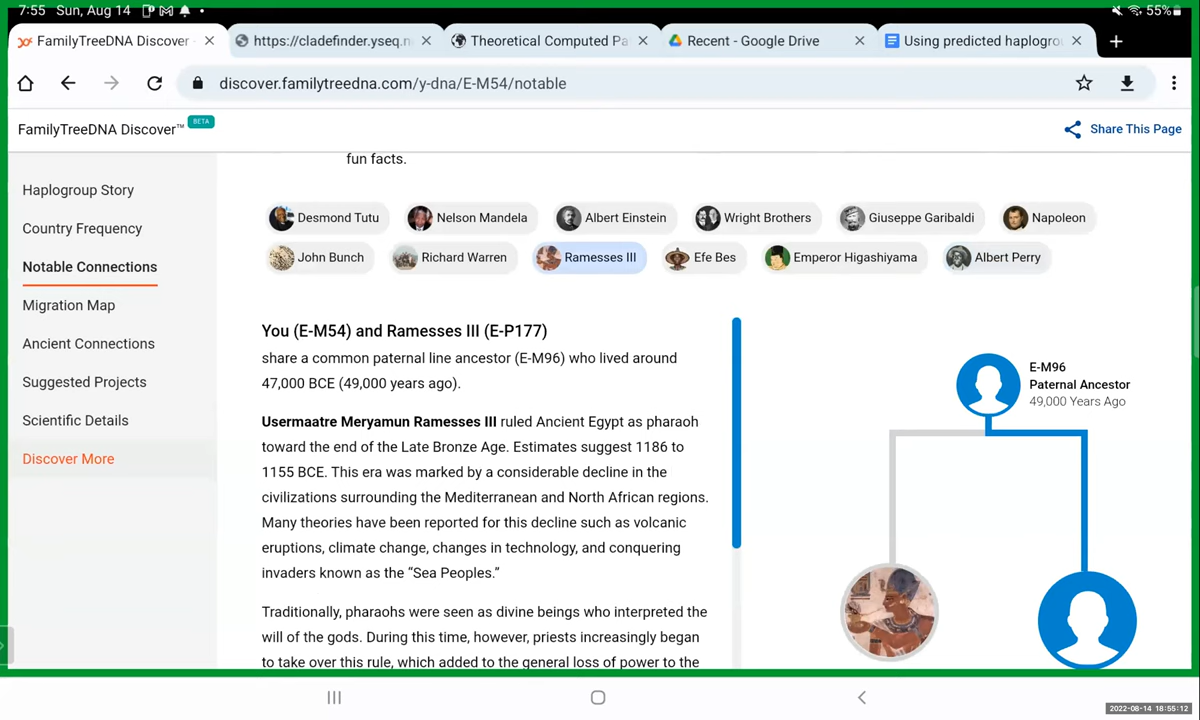 7:55 Sun, Aug 14 55%
FamilyTreeDNA Discover https://cladefinder.yseq.n Theoretical Computed Pa Recent - Google Drive Using predicted haplogrou
discover.familytreedna.com/y-dna/E-M54/notable
FamilyTreeDNA Discover™ BETA Share This Page
fun facts.
Haplogroup Story
Country Frequency
Notable Connections
Migration Map
Ancient Connections
Suggested Projects
Scientific Details
Discover More
Desmond Tutu Nelson Mandela Albert Einstein Wright Brothers Giuseppe Garibaldi Napoleon
John Bunch Richard Warren Ramesses III Efe Bes Emperor Higashiyama Albert Perry
You (E-M54) and Ramesses III (E-P177)
share a common paternal line ancestor (E-M96) who lived around
47,000 BCE (49,000 years ago).
Usermaatre Meryamun Ramesses III ruled Ancient Egypt as pharaoh
toward the end of the Late Bronze Age. Estimates suggest 1186 to
1155 BCE. This era was marked by a considerable decline in the
civilizations surrounding the Mediterranean and North African regions.
Many theories have been reported for this decline such as volcanic
eruptions, climate change, changes in technology, and conquering
invaders known as the “Sea Peoples.”
Traditionally, pharaohs were seen as divine beings who interpreted the
will of the gods. During this time, however, priests increasingly began
to take over this rule, which added to the general loss of power to the
E-M96
Paternal Ancestor
49,000 Years Ago
2022-08-14 18:55:12